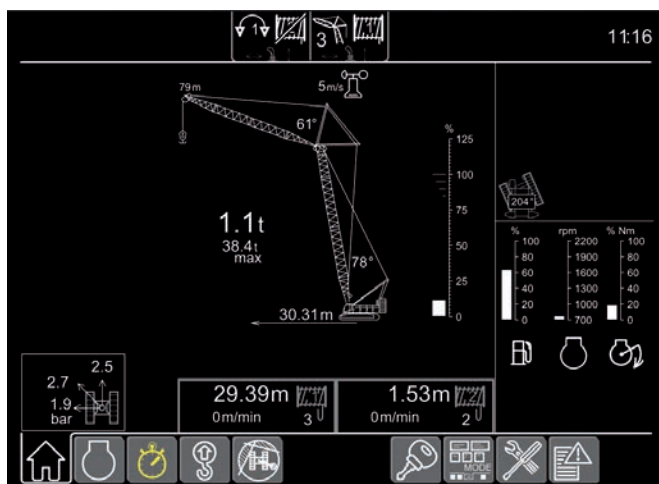 1
3
11:16
79m
5m/s
61°
%
125
100
75
50
25
0
1.1t
38.4t
max
78°
30.31m
204°
% rpm % Nm
100 2200 100
80 1900 80
60 1600 60
40 1300 40
20 1000 20
0 700 0
2.5
2.7
1.9
bar
29.39m 1.53m
0m/min 3 0m/min 2
MODE